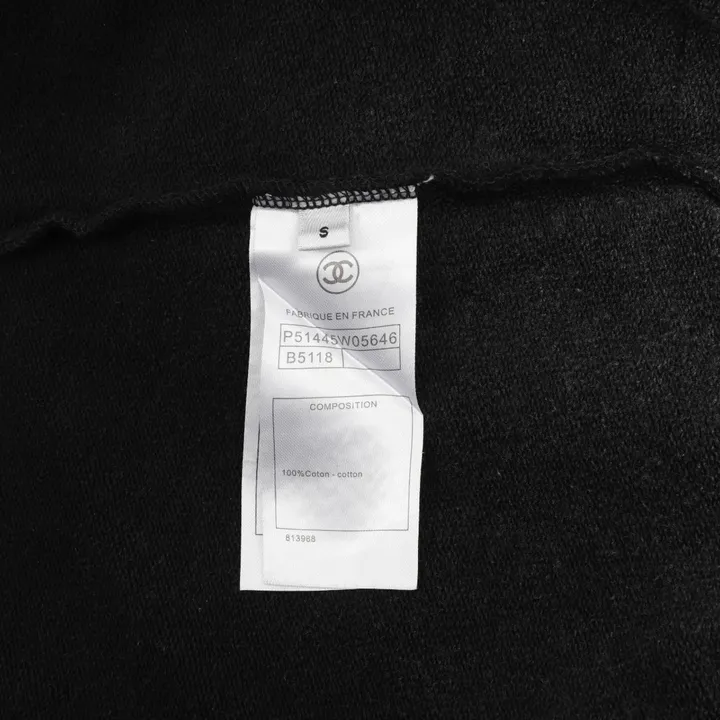 S
FABRIQUE EN FRANCE
P51445W05646
B5118
COMPOSITION
100%Coton - cotton
813968